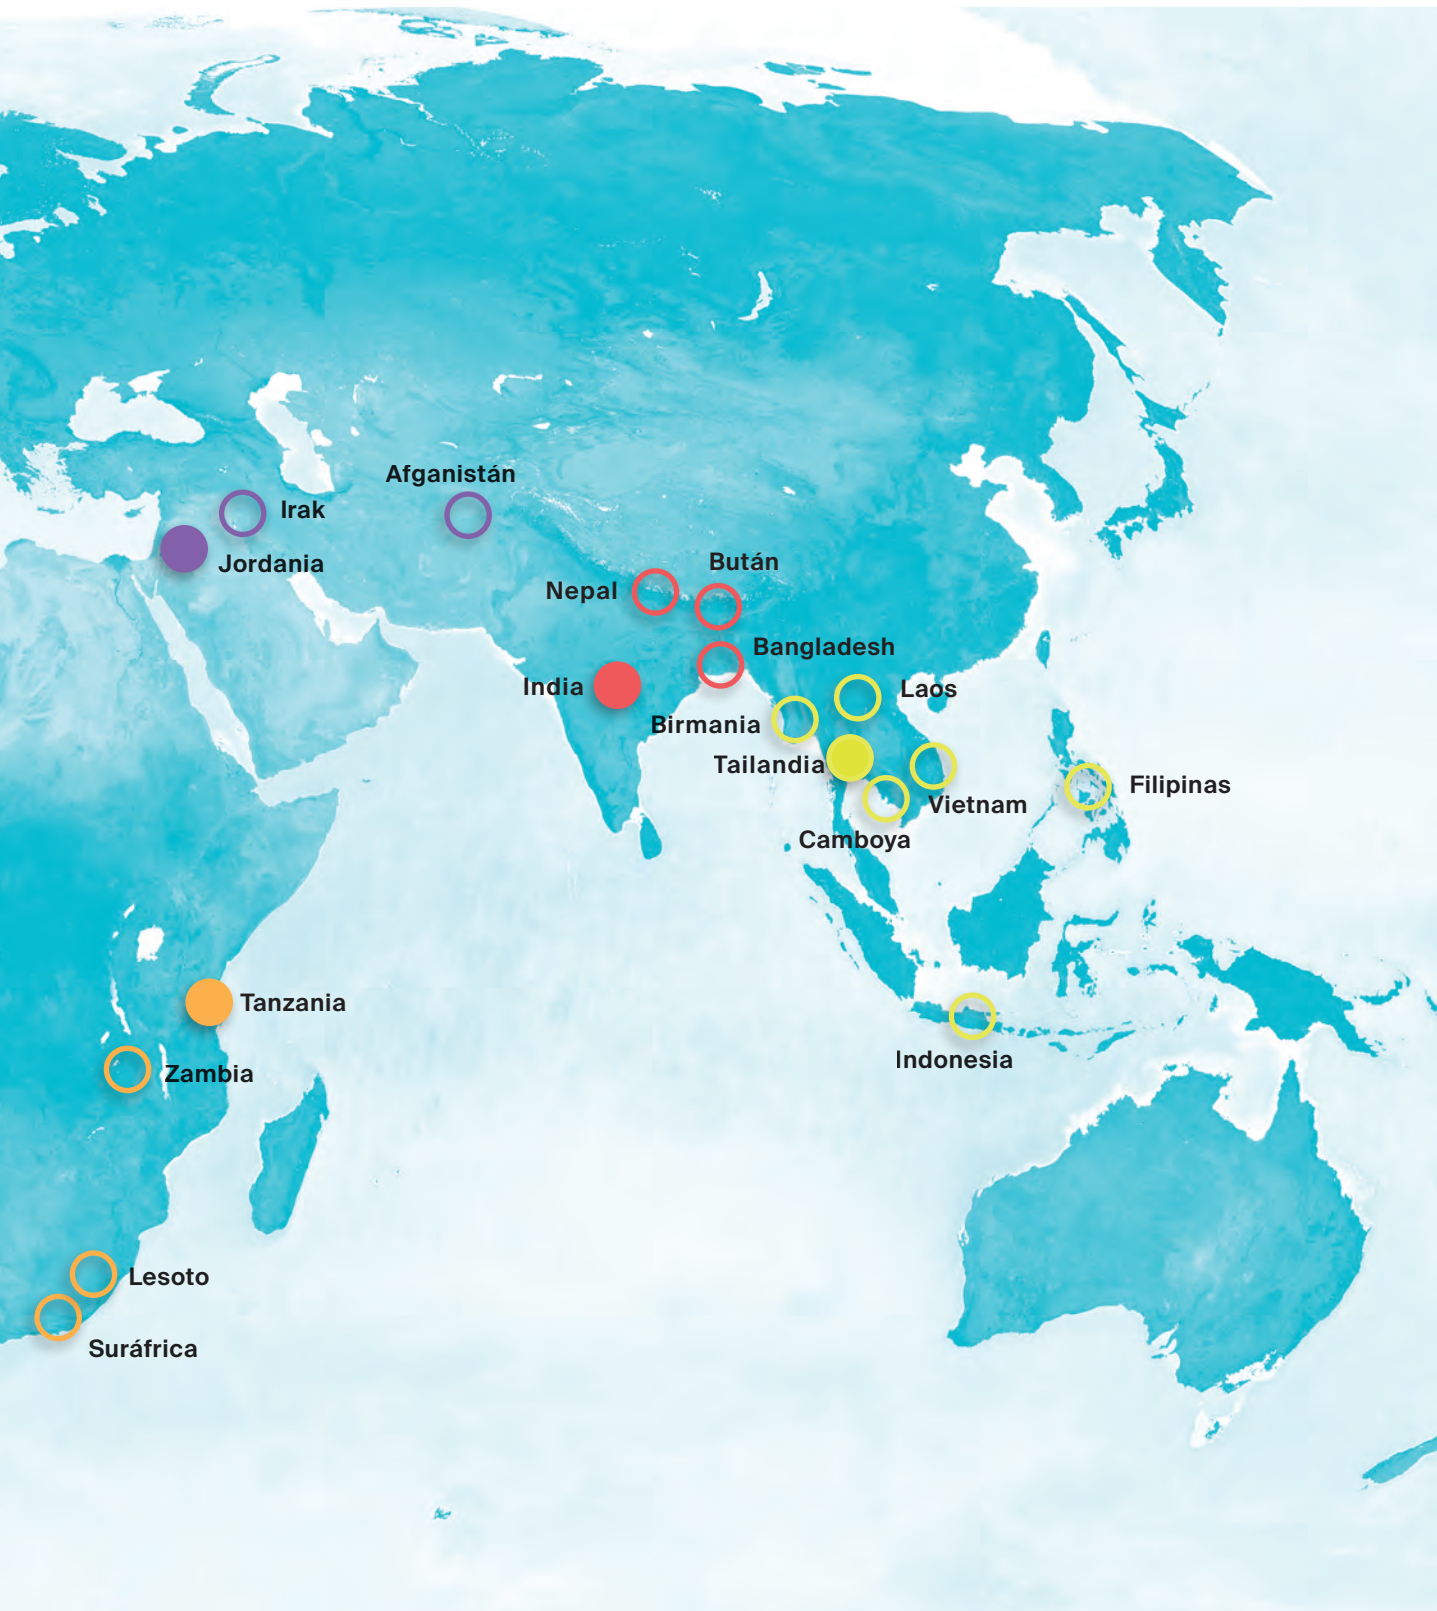 Afganistán
Irak
Jordania
Bután
Nepal
Bangladesh
India
Laos
Birmania
Tailandia
Filipinas
Vietnam
Camboya
Tanzania
Indonesia
Zambia
Lesoto
Suráfrica